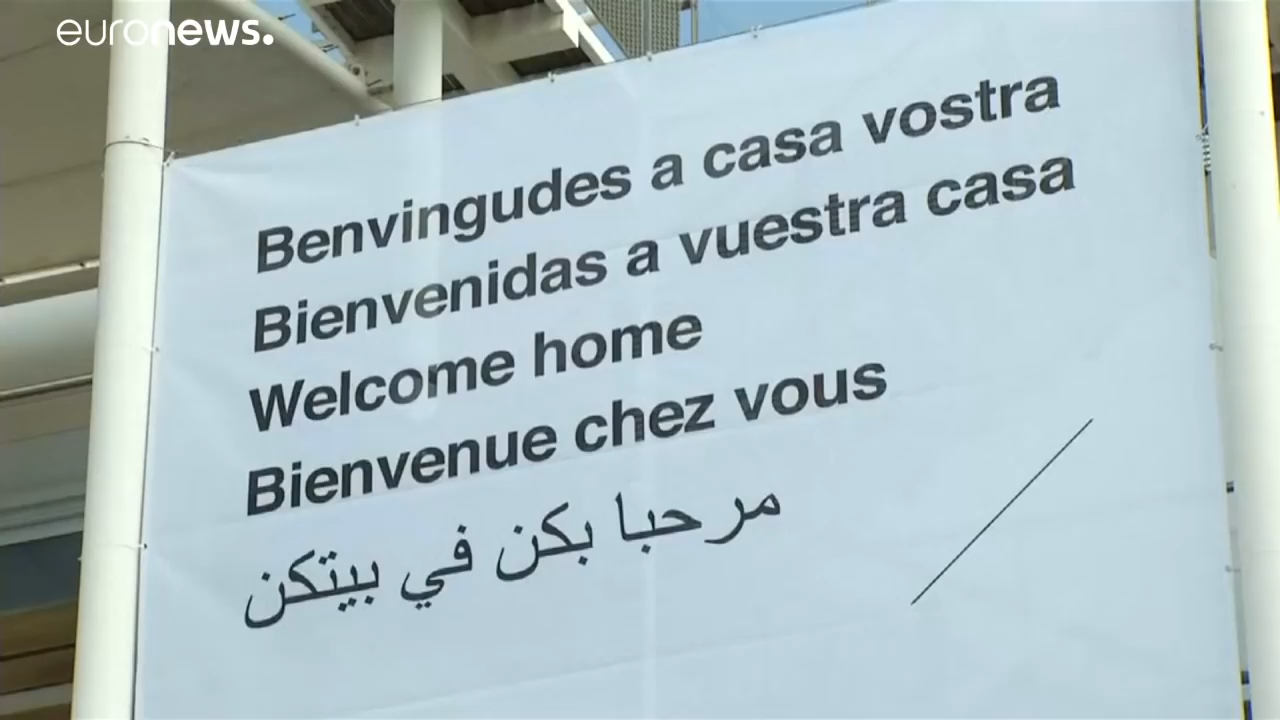 euronews.
Benvingudes a casa vostra
Bienvenidas a vuestra casa
Welcome home
Bienvenue chez vous
مرحبا بكن في بيتكن